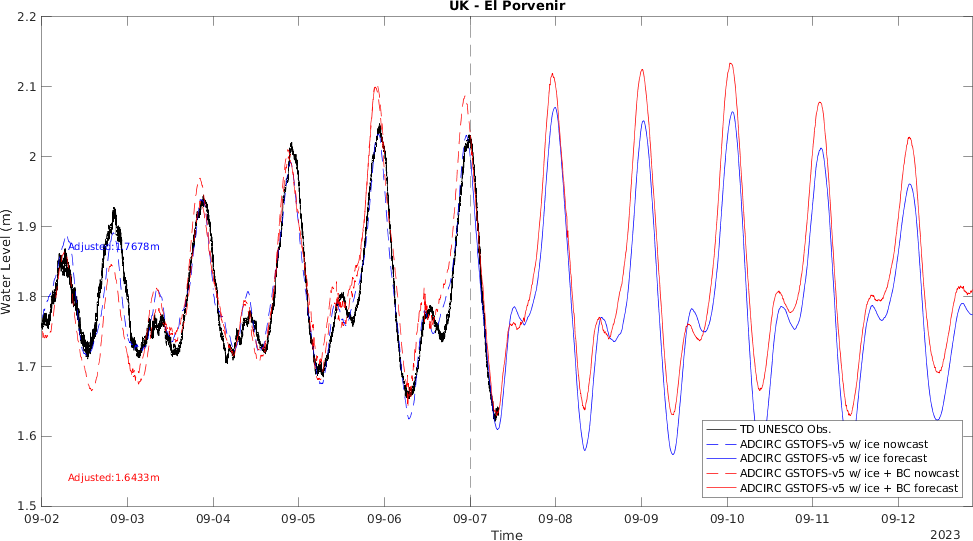 UK - El Porvenir
2.2
2.1
2
1.9
1.8
1.7
1.6
1.5
Water Level (m)
Adjusted:1.7678m
Adjusted:1.6433m
TD UNESCO Obs.
ADCIRC GSTOFS-v5 w/ ice nowcast
ADCIRC GSTOFS-v5 w/ ice forecast
ADCIRC GSTOFS-v5 w/ ice + BC nowcast
ADCIRC GSTOFS-v5 w/ ice + BC forecast
09-02 09-03 09-04 09-05 09-06 09-07 09-08 09-09 09-10 09-11 09-12
Time
2023